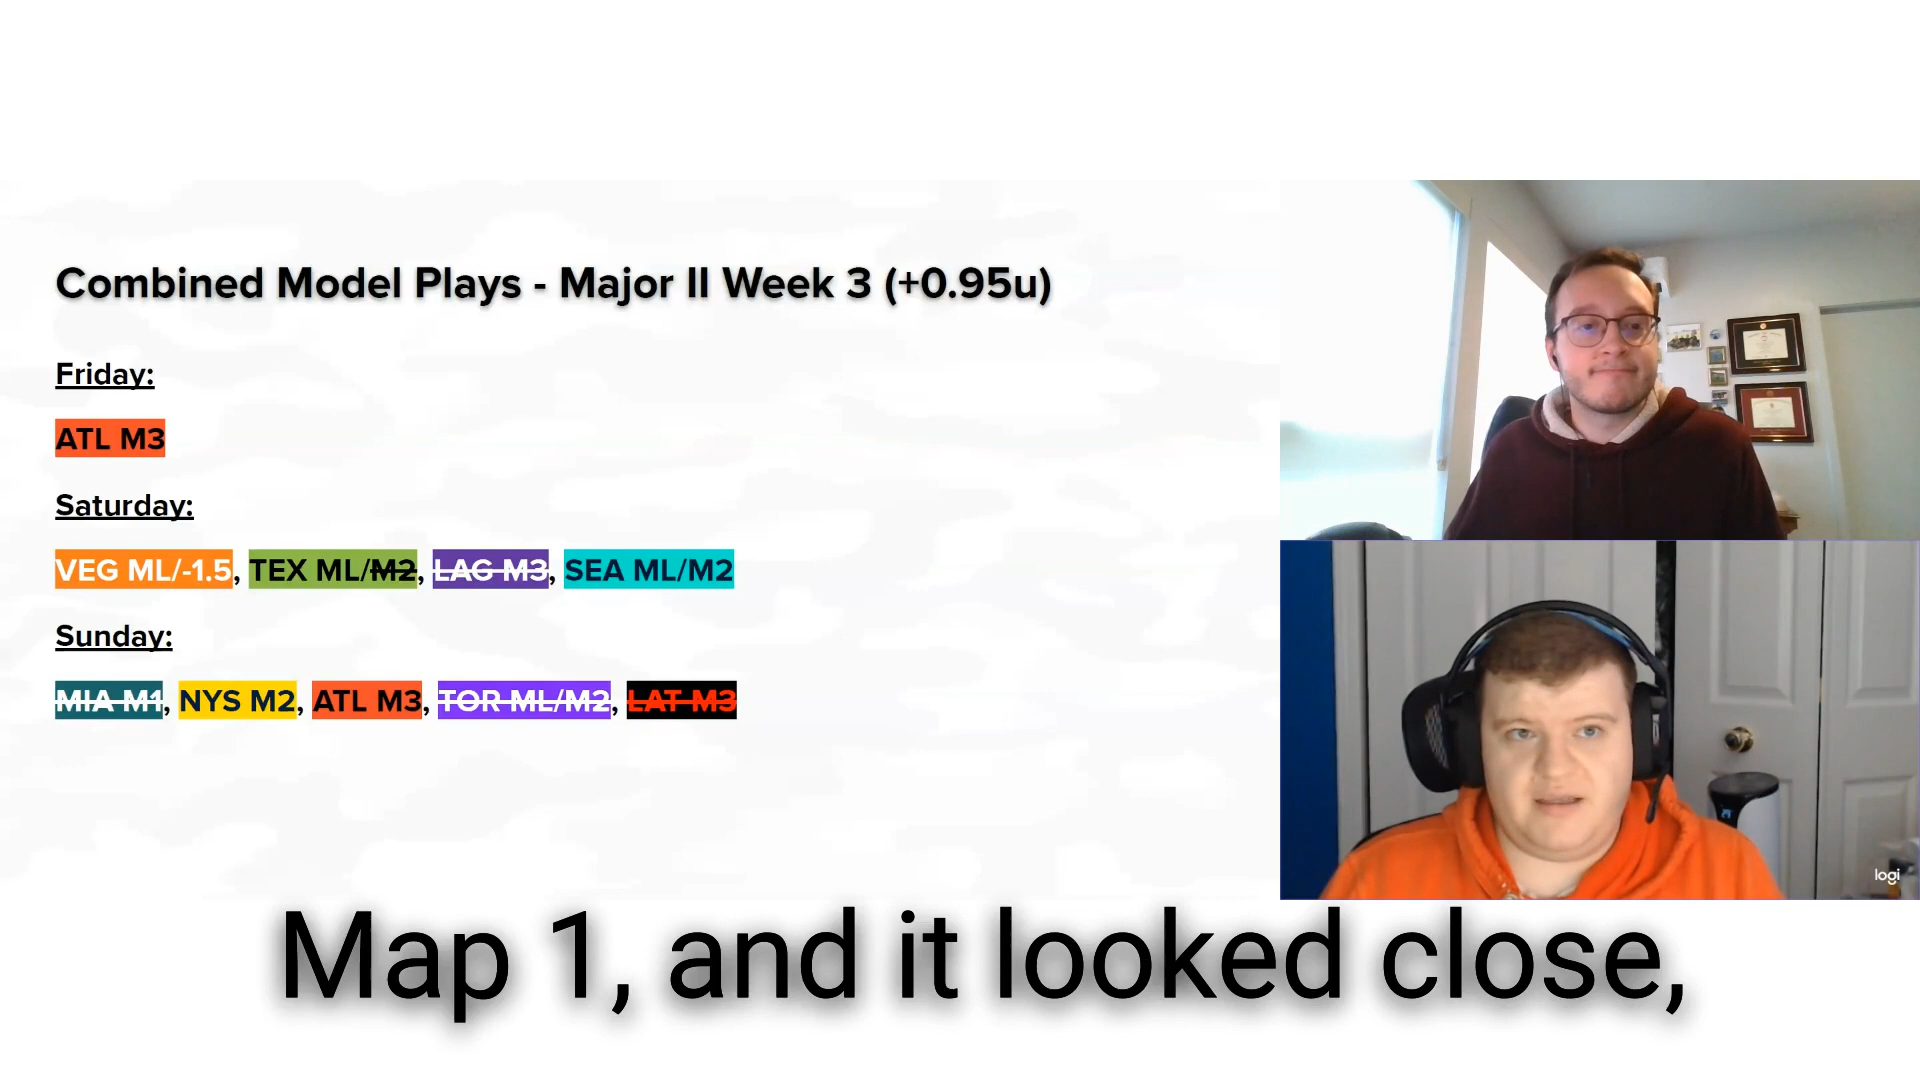 Combined Model Plays - Major II Week 3 (+0.95u)
Friday:
ATL M3
Saturday:
VEG ML/-1.5, TEX ML/M2, LAG M3, SEA ML/M2
Sunday:
MIA M1, NYS M2, ATL M3, TOR ML/M2, LAT M3
logi
Map 1, and it looked close,